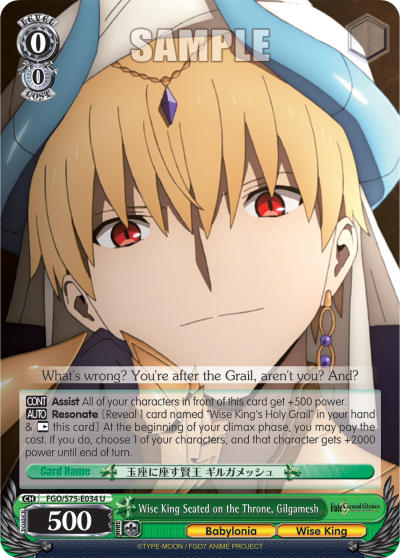 LEVEL
0
0
COST
SAMPLE
What's wrong? You're after the Grail, aren't you? And?
CONT Assist All of your characters in front of this card get +500 power.
AUTO Resonate [Reveal 1 card named "Wise King's Holy Grail" in your hand
& this card] At the beginning of your climax phase, you may pay the
cost. If you do, choose 1 of your characters, and that character gets +2000
power until end of turn.
Card Name 玉座に座す賢王 ギルガメッシュ
CH FGO/S75-E034 U
Wise King Seated on the Throne, Gilgamesh
Fate/Grand Order
POWER
500
Babylonia
Wise King
©TYPE-MOON / FGO7 ANIME PROJECT